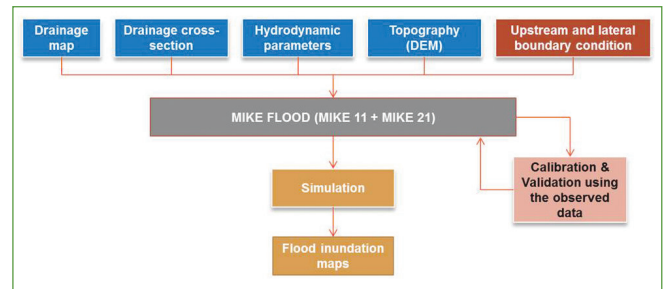 Drainage
map
Drainage cross-
section
Hydrodynamic
parameters
Topography
(DEM)
Upstream and lateral
boundary condition
MIKE FLOOD (MIKE 11 + MIKE 21)
Simulation
Calibration &
Validation using
the observed
data
Flood inundation
maps